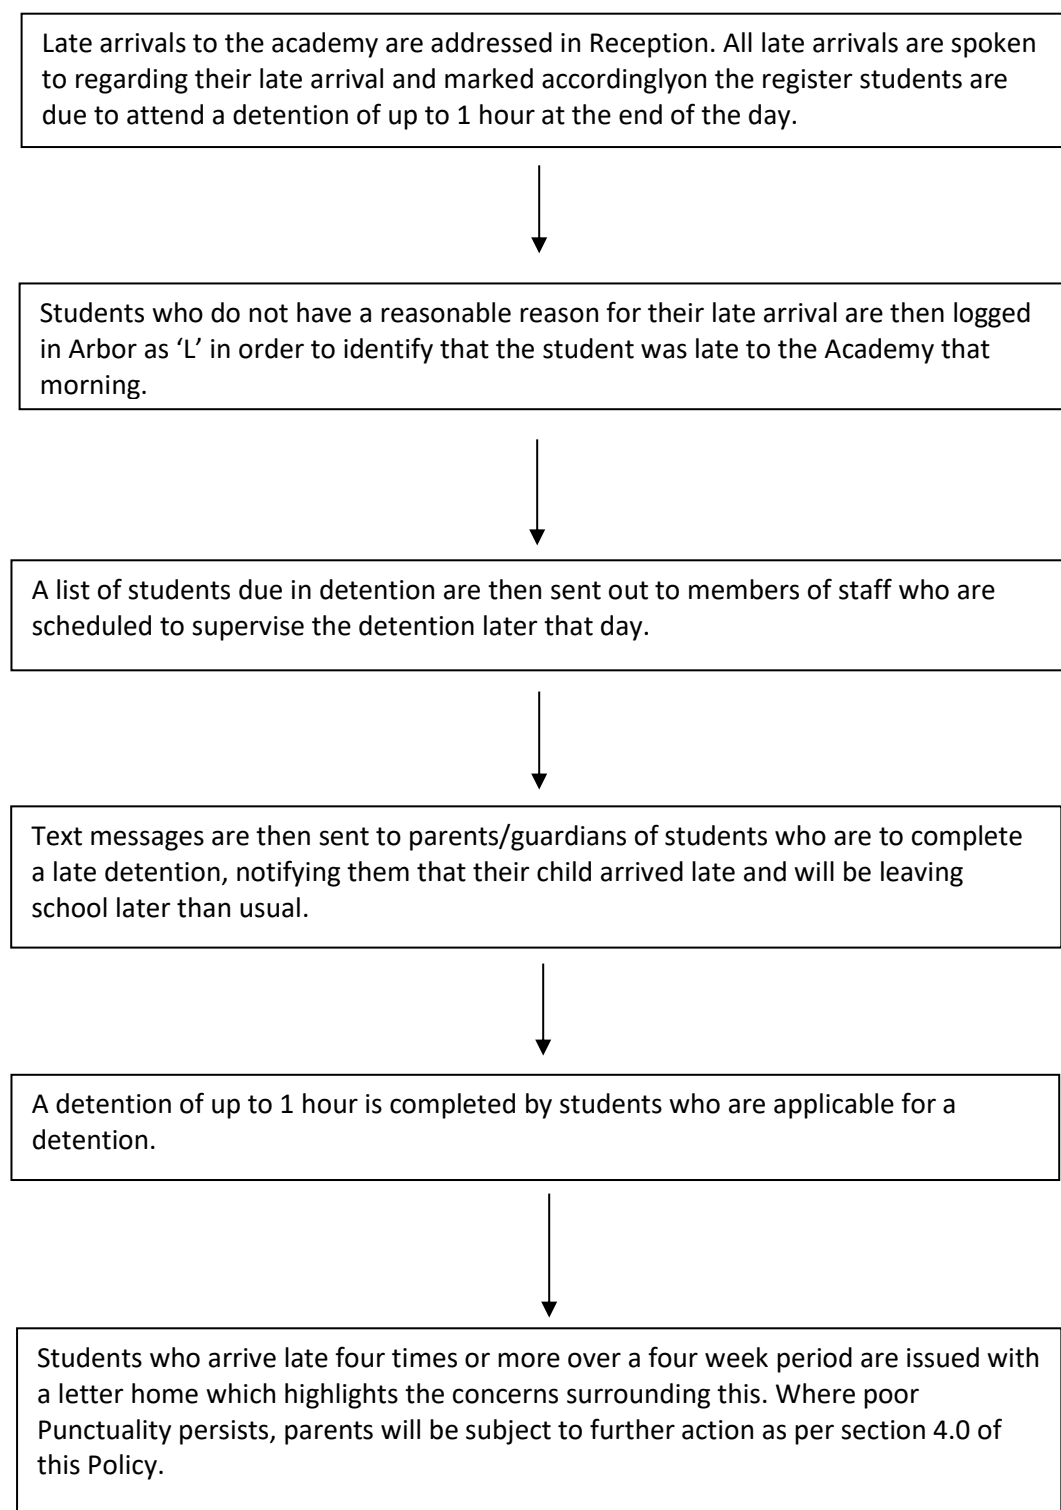 Late arrivals to the academy are addressed in Reception. All late arrivals are spoken
to regarding their late arrival and marked accordinglyon the register students are
due to attend a detention of up to 1 hour at the end of the day.
Students who do not have a reasonable reason for their late arrival are then logged
in Arbor as ‘L’ in order to identify that the student was late to the Academy that
morning.
A list of students due in detention are then sent out to members of staff who are
scheduled to supervise the detention later that day.
Text messages are then sent to parents/guardians of students who are to complete
a late detention, notifying them that their child arrived late and will be leaving
school later than usual.
A detention of up to 1 hour is completed by students who are applicable for a
detention.
Students who arrive late four times or more over a four week period are issued with
a letter home which highlights the concerns surrounding this. Where poor
Punctuality persists, parents will be subject to further action as per section 4.0 of
this Policy.